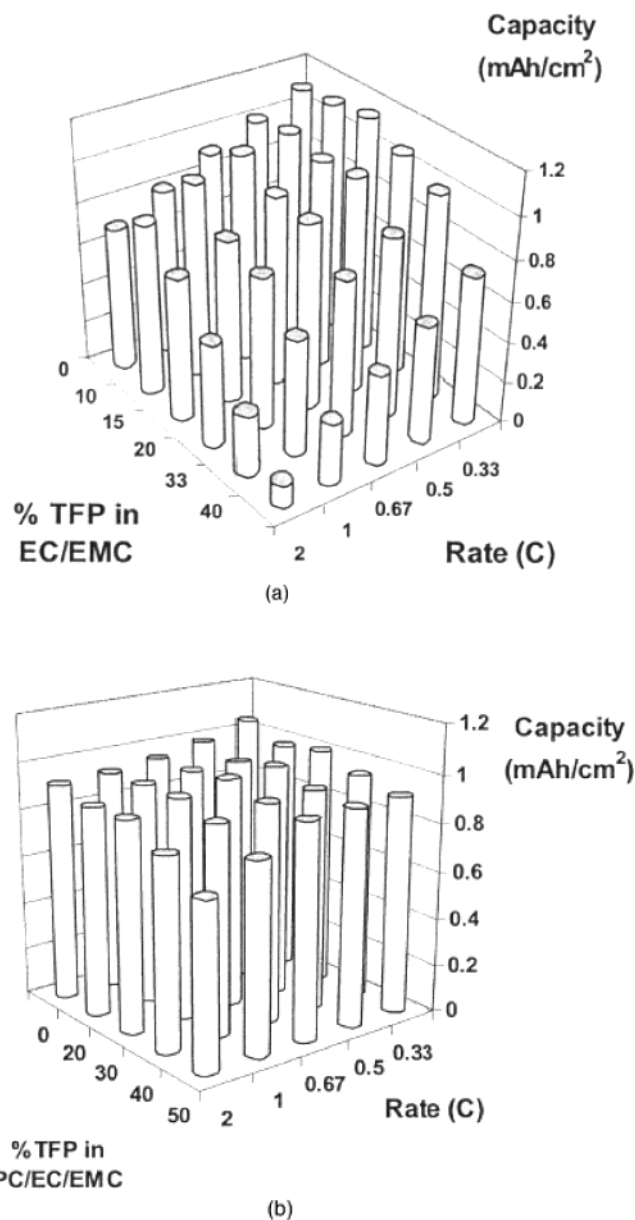 Capacity
(mAh/cm²)
1.2
1
0.8
0.6
0.4
0.2
0
0
10
15
20
33
40
0.33
0.5
0.67
1
2
% TFP in
EC/EMC
Rate (C)
(a)
1.2
Capacity
1
(mAh/cm²)
0.8
0.6
0.4
0.2
0
0
20
30
40
50
0.33
0.5
0.67
1
2
Rate (C)
% TFP in
PC/EC/EMC
(b)